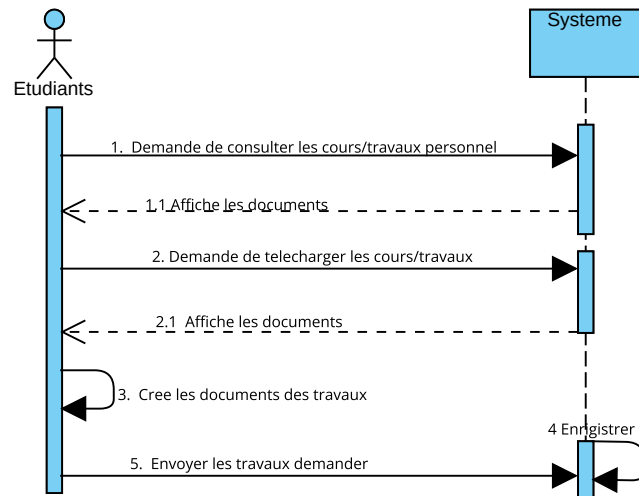 Systeme
Etudiants
1. Demande de consulter les cours/travaux personnel
1.1 Affiche les documents
2. Demande de telecharger les cours/travaux
2.1 Affiche les documents
3. Cree les documents des travaux
4 Enrigistrer
5. Envoyer les travaux demander